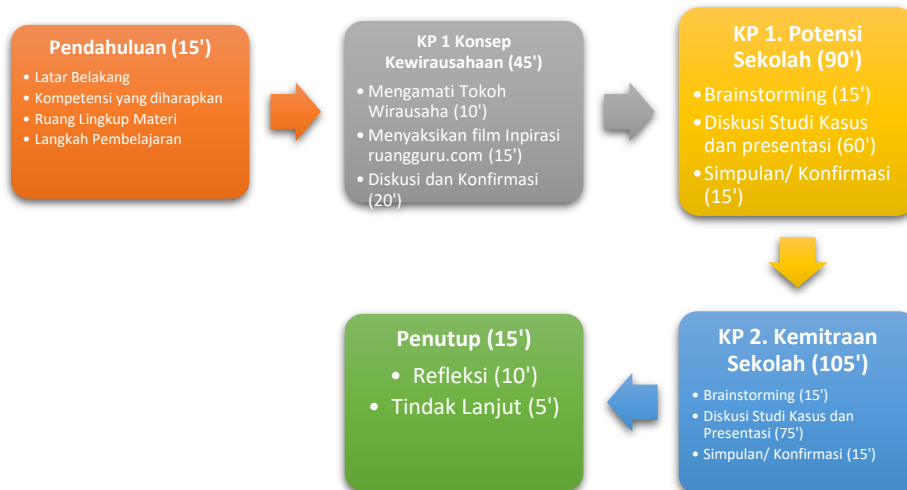 Pendahuluan (15')
• Latar Belakang
• Kompetensi yang diharapkan
• Ruang Lingkup Materi
• Langkah Pembelajaran
KP 1 Konsep
Kewirausahaan (45')
• Mengamati Tokoh
Wirausaha (10')
• Menyaksikan film Inpirasi
ruangguru.com (15')
• Diskusi dan Konfirmasi
(20')
KP 1. Potensi
Sekolah (90')
• Brainstorming (15')
• Diskusi Studi Kasus
dan presentasi (60')
• Simpulan/ Konfirmasi
(15')
KP 2. Kemitraan
Sekolah (105')
• Brainstorming (15')
• Diskusi Studi Kasus dan
Presentasi (75')
• Simpulan/ Konfirmasi (15')
Penutup (15')
• Refleksi (10')
• Tindak Lanjut (5')